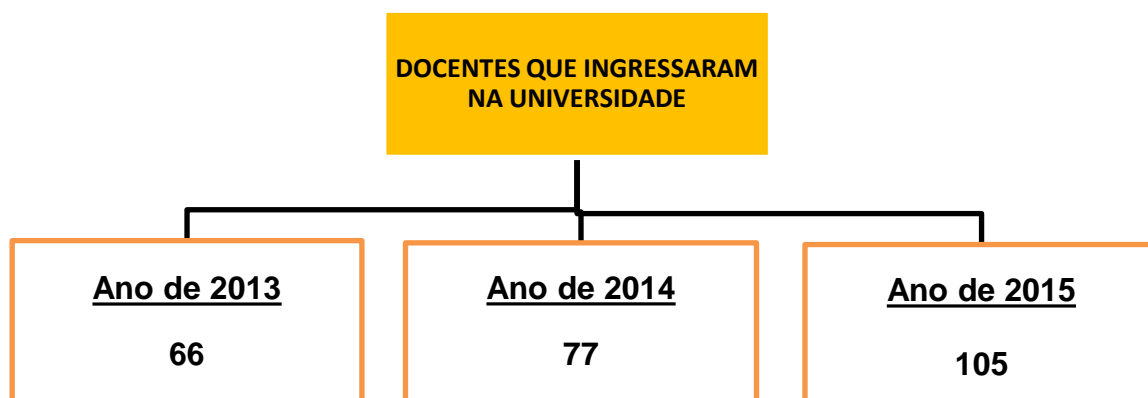 DOCENTES QUE INGRESSARAM
NA UNIVERSIDADE
Ano de 2013
66
Ano de 2014
77
Ano de 2015
105